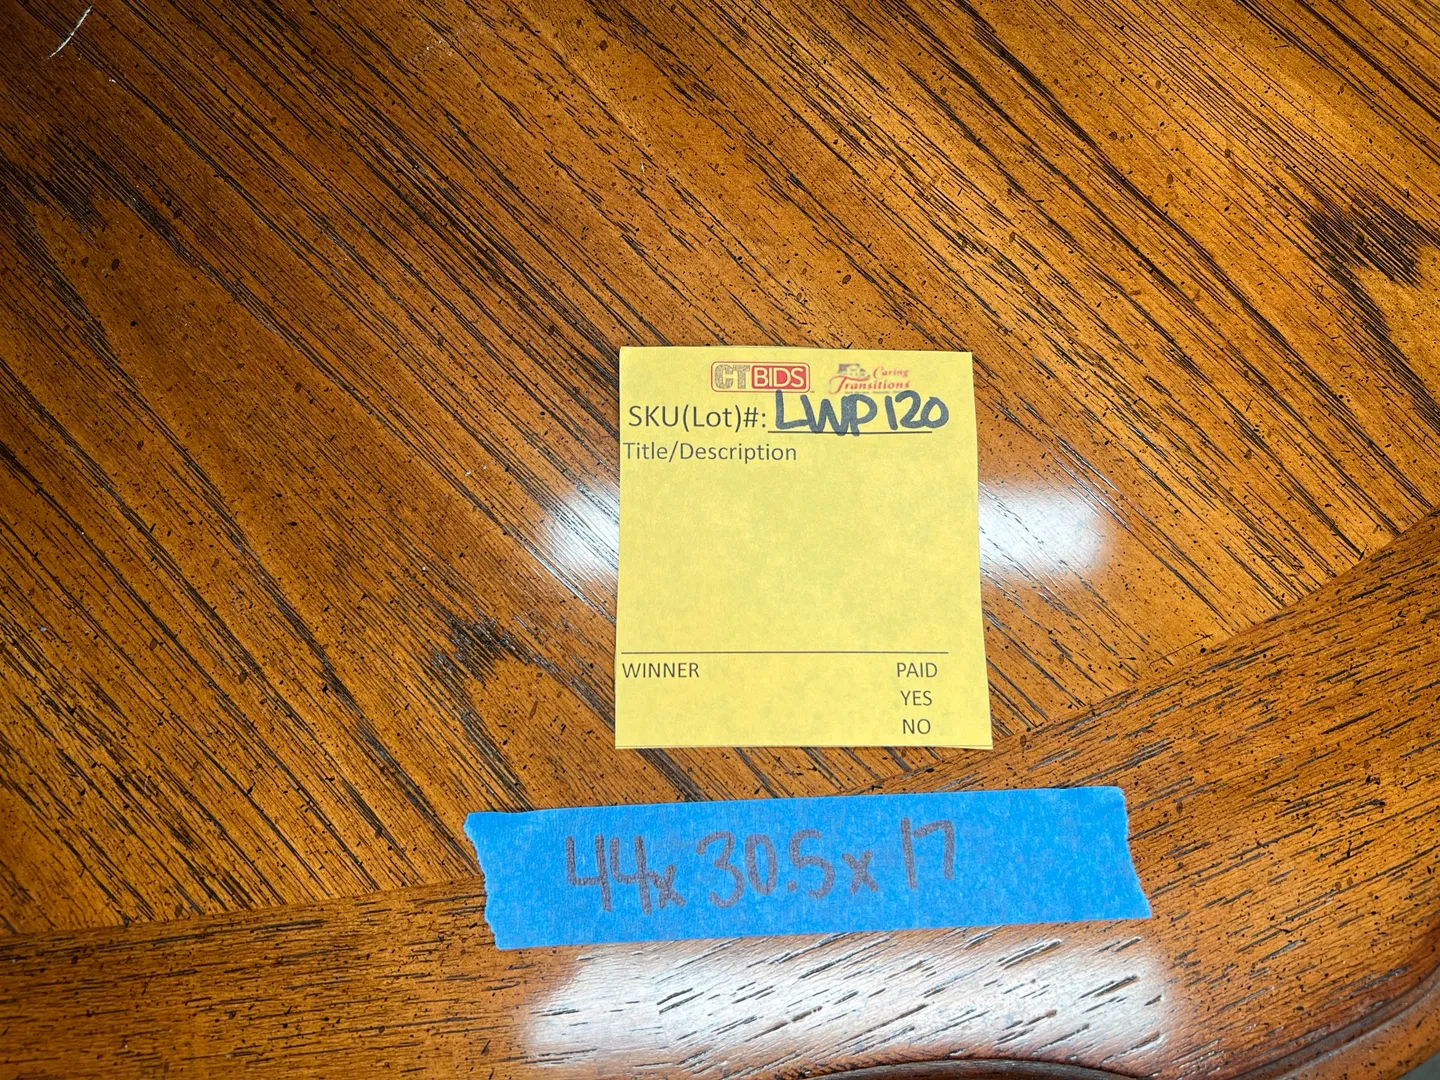 CTBIDS Caring Transitions
SKU(Lot)#: LWP120
Title/Description
WINNER PAID
YES
NO
44x30.5x17